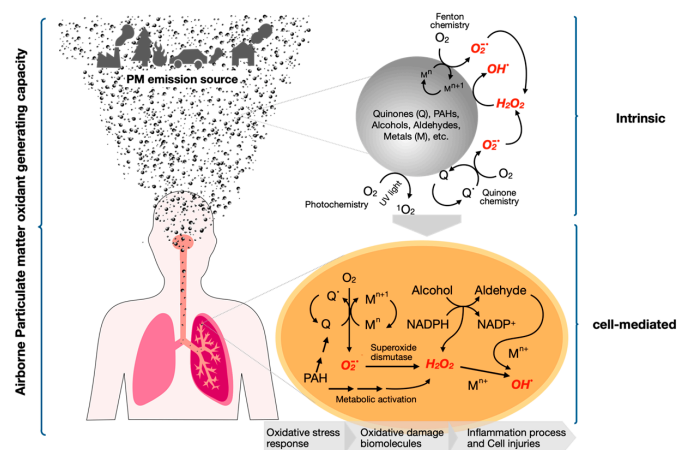 Airborne Particulate matter oxidant generating capacity
PM emission source
Fenton
chemistry
O₂
O₂⁻•
Mⁿ
Mⁿ⁺¹
OH•
H₂O₂
Quinones (Q), PAHs,
Alcohols, Aldehydes,
Metals (M), etc.
O₂⁻•
Q
O₂
Q•
Quinone
chemistry
O₂
UV light
Photochemistry
¹O₂
Intrinsic
O₂
Q•
Mⁿ⁺¹
Q
Mⁿ
Alcohol
Aldehyde
NADPH
NADP⁺
Superoxide
dismutase
O₂⁻•
H₂O₂
Mⁿ⁺
Mⁿ⁺
OH•
PAH
Metabolic activation
cell-mediated
Oxidative stress
response
Oxidative damage
biomolecules
Inflammation process
and Cell injuries